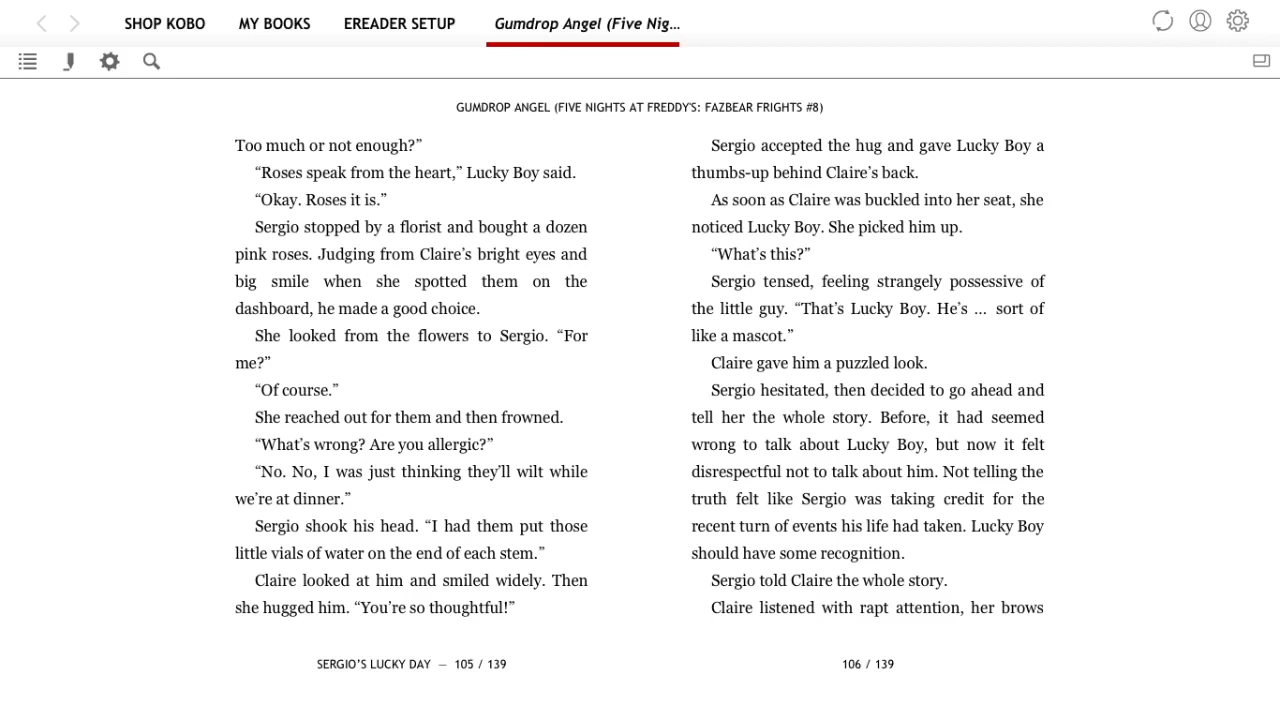 SHOP KOBO
MY BOOKS
EREADER SETUP
Gumdrop Angel (Five Nig...
GUMDROP ANGEL (FIVE NIGHTS AT FREDDY'S: FAZBEAR FRIGHTS #8)
Too much or not enough?”
“Roses speak from the heart,” Lucky Boy said.
“Okay. Roses it is.”
Sergio stopped by a florist and bought a dozen
pink roses. Judging from Claire’s bright eyes and
big smile when she spotted them on the
dashboard, he made a good choice.
She looked from the flowers to Sergio. “For
me?”
“Of course.”
She reached out for them and then frowned.
“What’s wrong? Are you allergic?”
“No. No, I was just thinking they’ll wilt while
we’re at dinner.”
Sergio shook his head. “I had them put those
little vials of water on the end of each stem.”
Claire looked at him and smiled widely. Then
she hugged him. “You’re so thoughtful!”
SERGIO’S LUCKY DAY — 105 / 139
Sergio accepted the hug and gave Lucky Boy a
thumbs-up behind Claire’s back.
As soon as Claire was buckled into her seat, she
noticed Lucky Boy. She picked him up.
“What’s this?”
Sergio tensed, feeling strangely possessive of
the little guy. “That’s Lucky Boy. He’s ... sort of
like a mascot.”
Claire gave him a puzzled look.
Sergio hesitated, then decided to go ahead and
tell her the whole story. Before, it had seemed
wrong to talk about Lucky Boy, but now it felt
disrespectful not to talk about him. Not telling the
truth felt like Sergio was taking credit for the
recent turn of events his life had taken. Lucky Boy
should have some recognition.
Sergio told Claire the whole story.
Claire listened with rapt attention, her brows
106 / 139